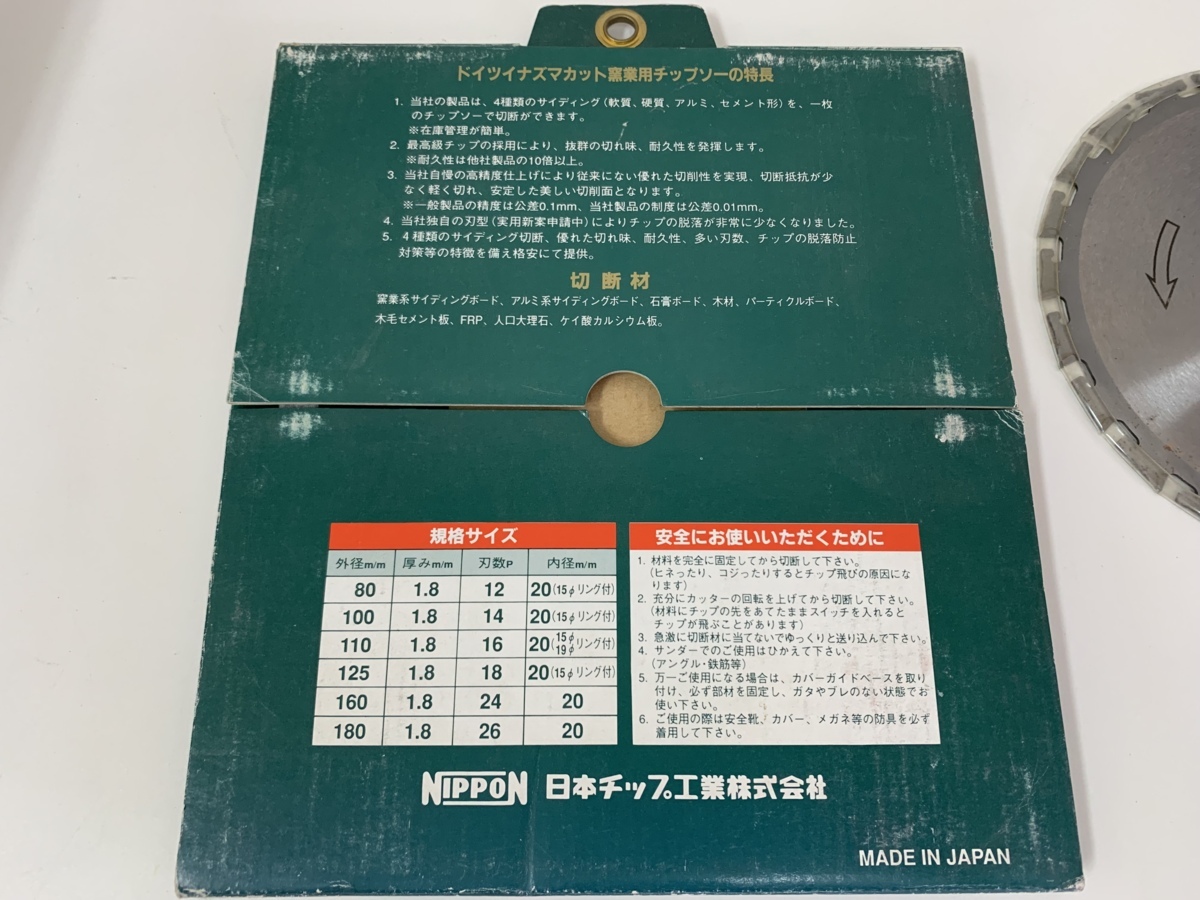 ドイツイナズマカット窯業用チップソーの特長
1. 当社の製品は、4種類のサイディング(軟質、硬質、アルミ、セメント形)を、一枚
のチップソーで切断ができます。
※在庫管理が簡単。
2. 最高級チップの採用により、抜群の切れ味、耐久性を発揮します。
※耐久性は他社製品の10倍以上。
3. 当社自慢の高精度仕上げにより従来にない優れた切削性を実現、切断抵抗が少
なく軽く切れ、安定した美しい切削面となります。
※一般製品の精度は公差0.1mm、当社製品の制度は公差0.01mm。
4. 当社独自の刃型(実用新案申請中)によりチップの脱落が非常に少なくなりました。
5. 4種類のサイディング切断、優れた切れ味、耐久性、多い刃数、チップの脱落防止
対策等の特徴を備え格安にて提供。
切断材
窯業系サイディングボード、アルミ系サイディングボード、石膏ボード、木材、パーティクルボード、
木毛セメント板、FRP、人口大理石、ケイ酸カルシウム板。
規格サイズ
外径m/m 厚みm/m 刃数P 内径m/m
80 1.8 12 20(15φリング付)
100 1.8 14 20(15φリング付)
110 1.8 16 20(15φ 19φリング付)
125 1.8 18 20(15φリング付)
160 1.8 24 20
180 1.8 26 20
安全にお使いいただくために
1. 材料を完全に固定してから切断して下さい。
(ヒネったり、コジったりするとチップ飛びの原因にな
ります)
2. 充分にカッターの回転を上げてから切断して下さい。
(材料にチップの先をあてたままスイッチを入れると
チップが飛ぶことがあります)
3. 急激に切断材に当てないでゆっくりと送り込んで下さい。
4. サンダーでのご使用はひかえて下さい。
(アングル・鉄筋等)
5. 万一ご使用になる場合は、カバーガイドベースを取り
付け、必ず部材を固定し、ガタやブレのない状態でお
使い下さい。
6. ご使用の際は安全靴、カバー、メガネ等の防具を必ず
着用して下さい。
NIPPON 日本チップ工業株式会社
MADE IN JAPAN